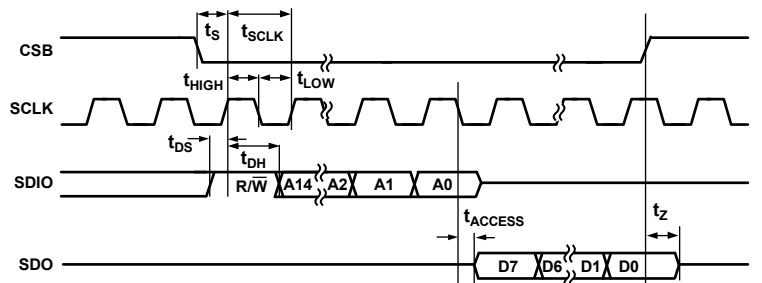 tS tSCLK
CSB
tHIGH tLOW
SCLK
tDS tDH
SDIO R/W̅ A14 A2 A1 A0
tACCESS tZ
SDO D7 D6 D1 D0